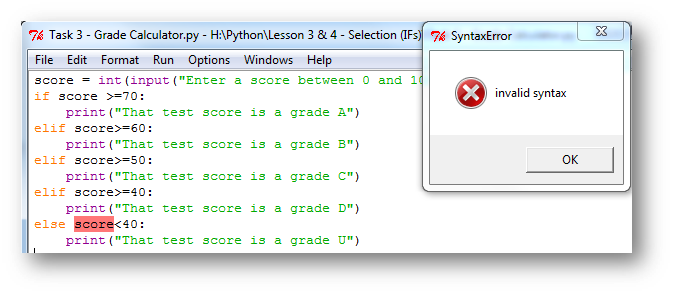 Task 3 - Grade Calculator.py - H:\Python\Lesson 3 & 4 - Selection (IFs)
File Edit Format Run Options Windows Help
score = int(input("Enter a score between 0 and 10
if score >=70:
print("That test score is a grade A")
elif score>=60:
print("That test score is a grade B")
elif score>=50:
print("That test score is a grade C")
elif score>=40:
print("That test score is a grade D")
else score<40:
print("That test score is a grade U")
SyntaxError
invalid syntax
OK